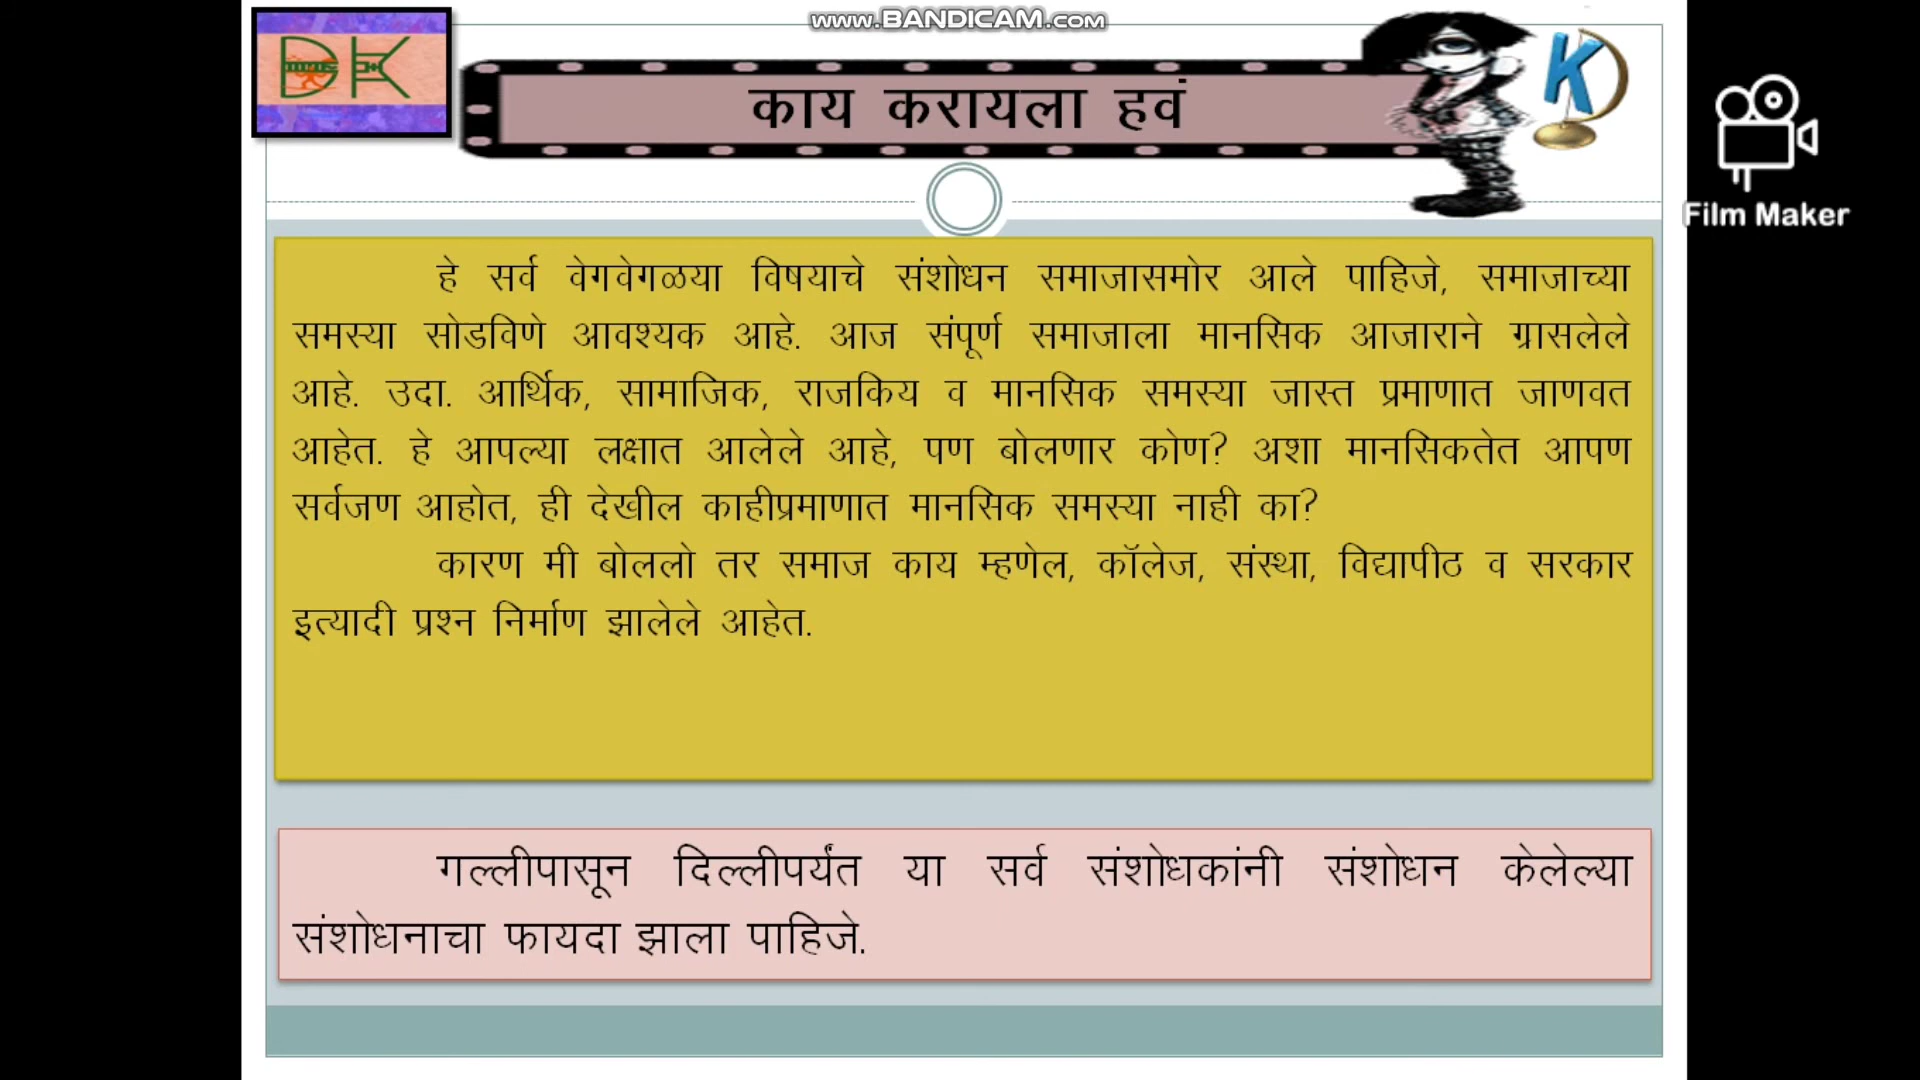 www.BANDICAM.com
DK
काय करायला हवं
K
Film Maker
हे सर्व वेगवेगळया विषयाचे संशोधन समाजासमोर आले पाहिजे, समाजाच्या
समस्या सोडविणे आवश्यक आहे. आज संपूर्ण समाजाला मानसिक आजाराने ग्रासलेले
आहे. उदा. आर्थिक, सामाजिक, राजकिय व मानसिक समस्या जास्त प्रमाणात जाणवत
आहेत. हे आपल्या लक्षात आलेले आहे, पण बोलणार कोण? अशा मानसिकतेत आपण
सर्वजण आहोत, ही देखील काहीप्रमाणात मानसिक समस्या नाही का?
कारण मी बोललो तर समाज काय म्हणेल, कॉलेज, संस्था, विद्यापीठ व सरकार
इत्यादी प्रश्न निर्माण झालेले आहेत.
गल्लीपासून दिल्लीपर्यंत या सर्व संशोधकांनी संशोधन केलेल्या
संशोधनाचा फायदा झाला पाहिजे.